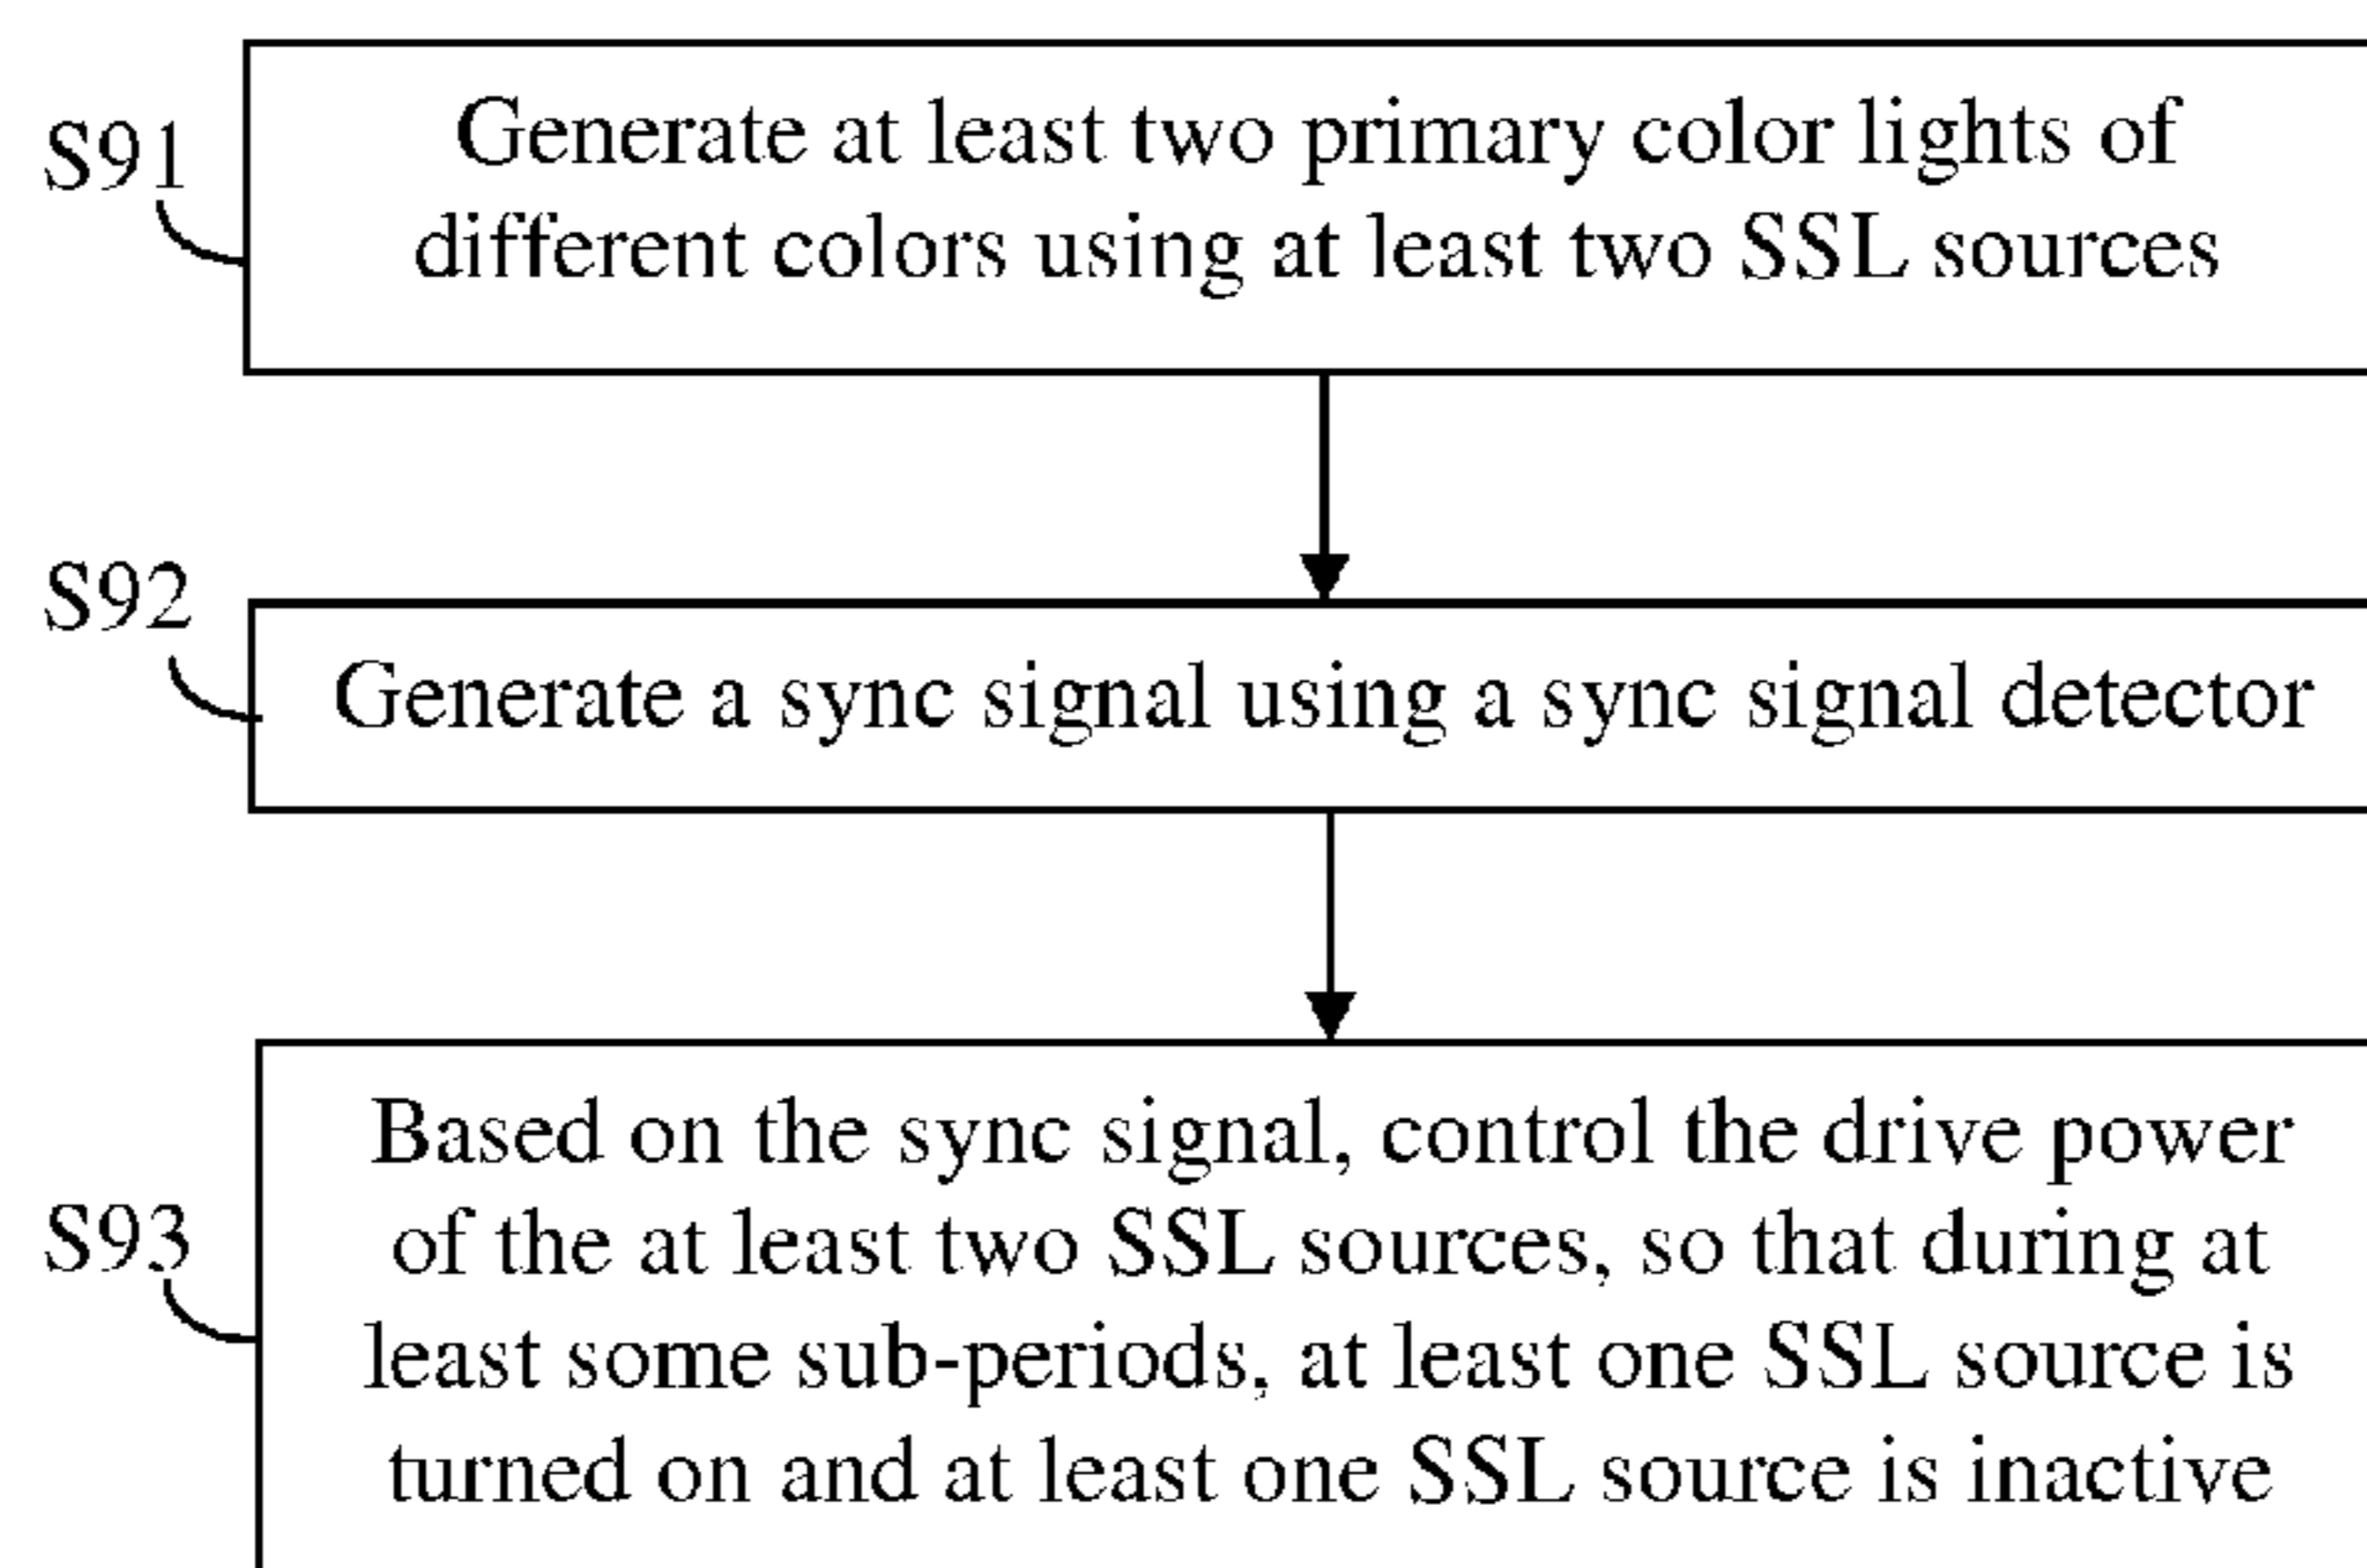 S91
Generate at least two primary color lights of
different colors using at least two SSL sources
S92
Generate a sync signal using a sync signal detector
S93
Based on the sync signal, control the drive power
of the at least two SSL sources, so that during at
least some sub-periods, at least one SSL source is
turned on and at least one SSL source is inactive